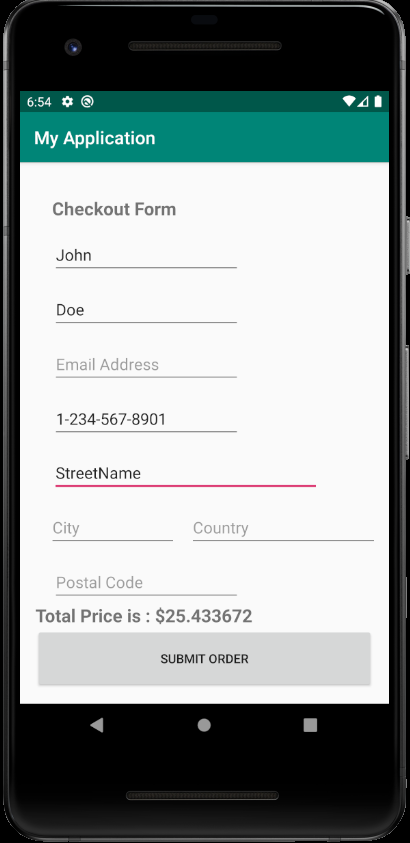 6:54
My Application
Checkout Form
John
Doe
Email Address
1-234-567-8901
StreetName
City Country
Postal Code
Total Price is : $25.433672
SUBMIT ORDER